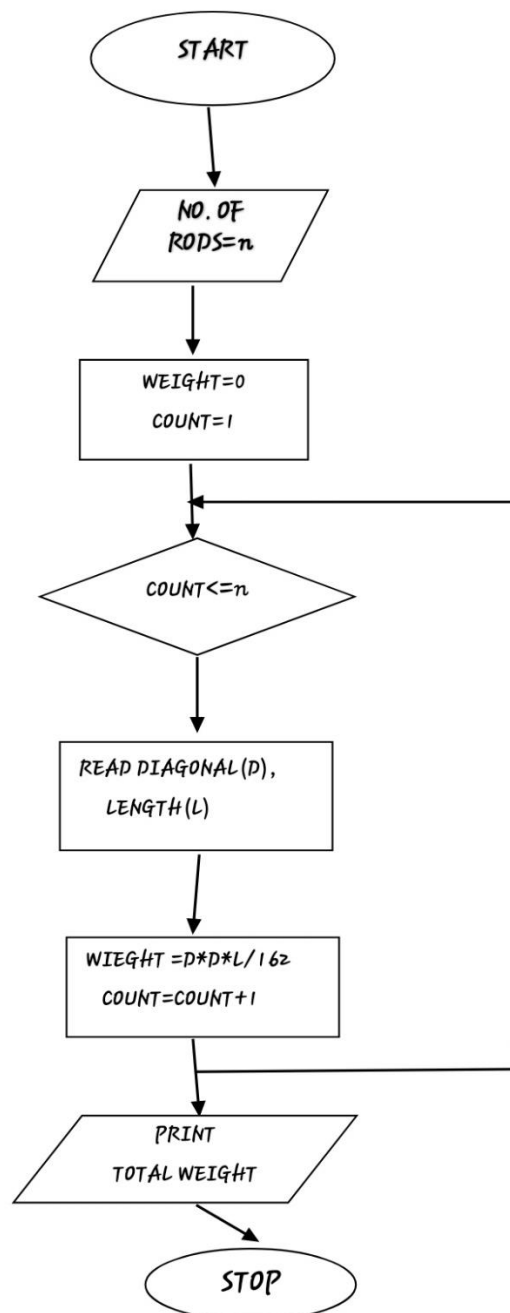 START
NO. OF
RODS=n
WEIGHT=0
COUNT=1
COUNT<=n
READ DIAGONAL(D),
LENGTH(L)
WIEGHT =D*D*L/162
COUNT=COUNT+1
PRINT
TOTAL WEIGHT
STOP